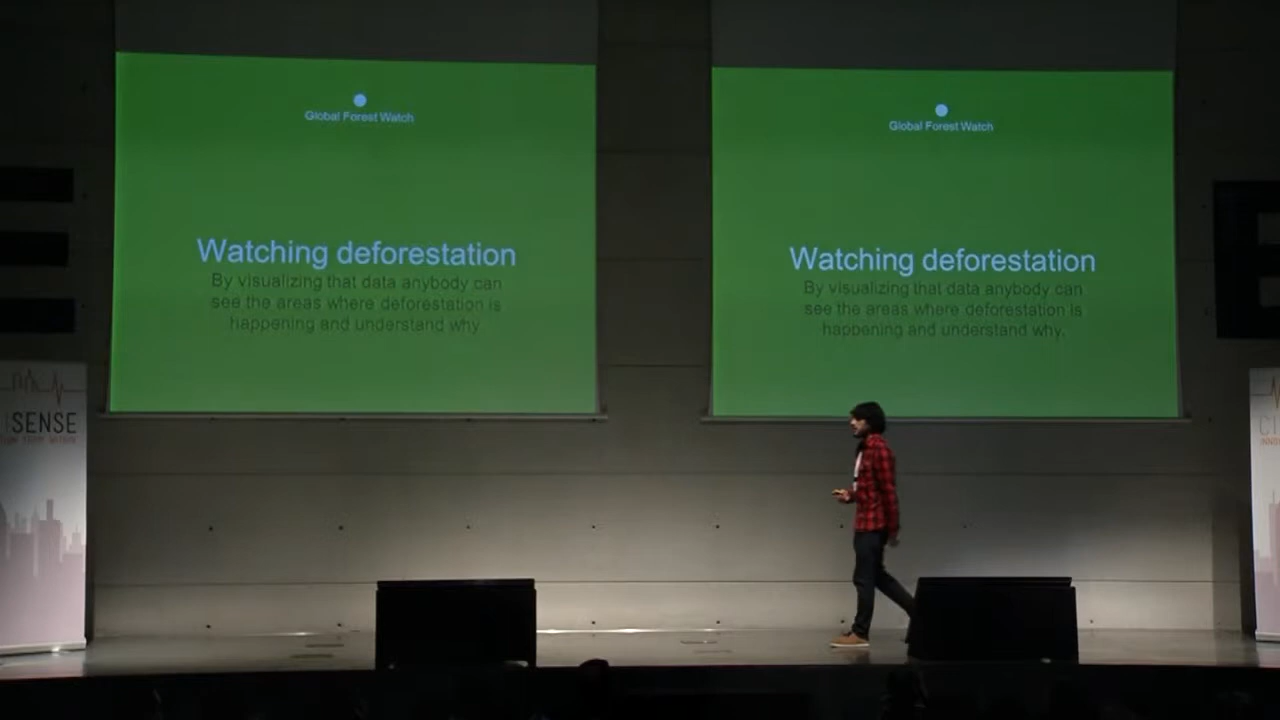 Global Forest Watch
Watching deforestation
By visualizing that data anybody can
see the areas where deforestation is
happening and understand why
Global Forest Watch
Watching deforestation
By visualizing that data anybody can
see the areas where deforestation is
happening and understand why.
SENSE